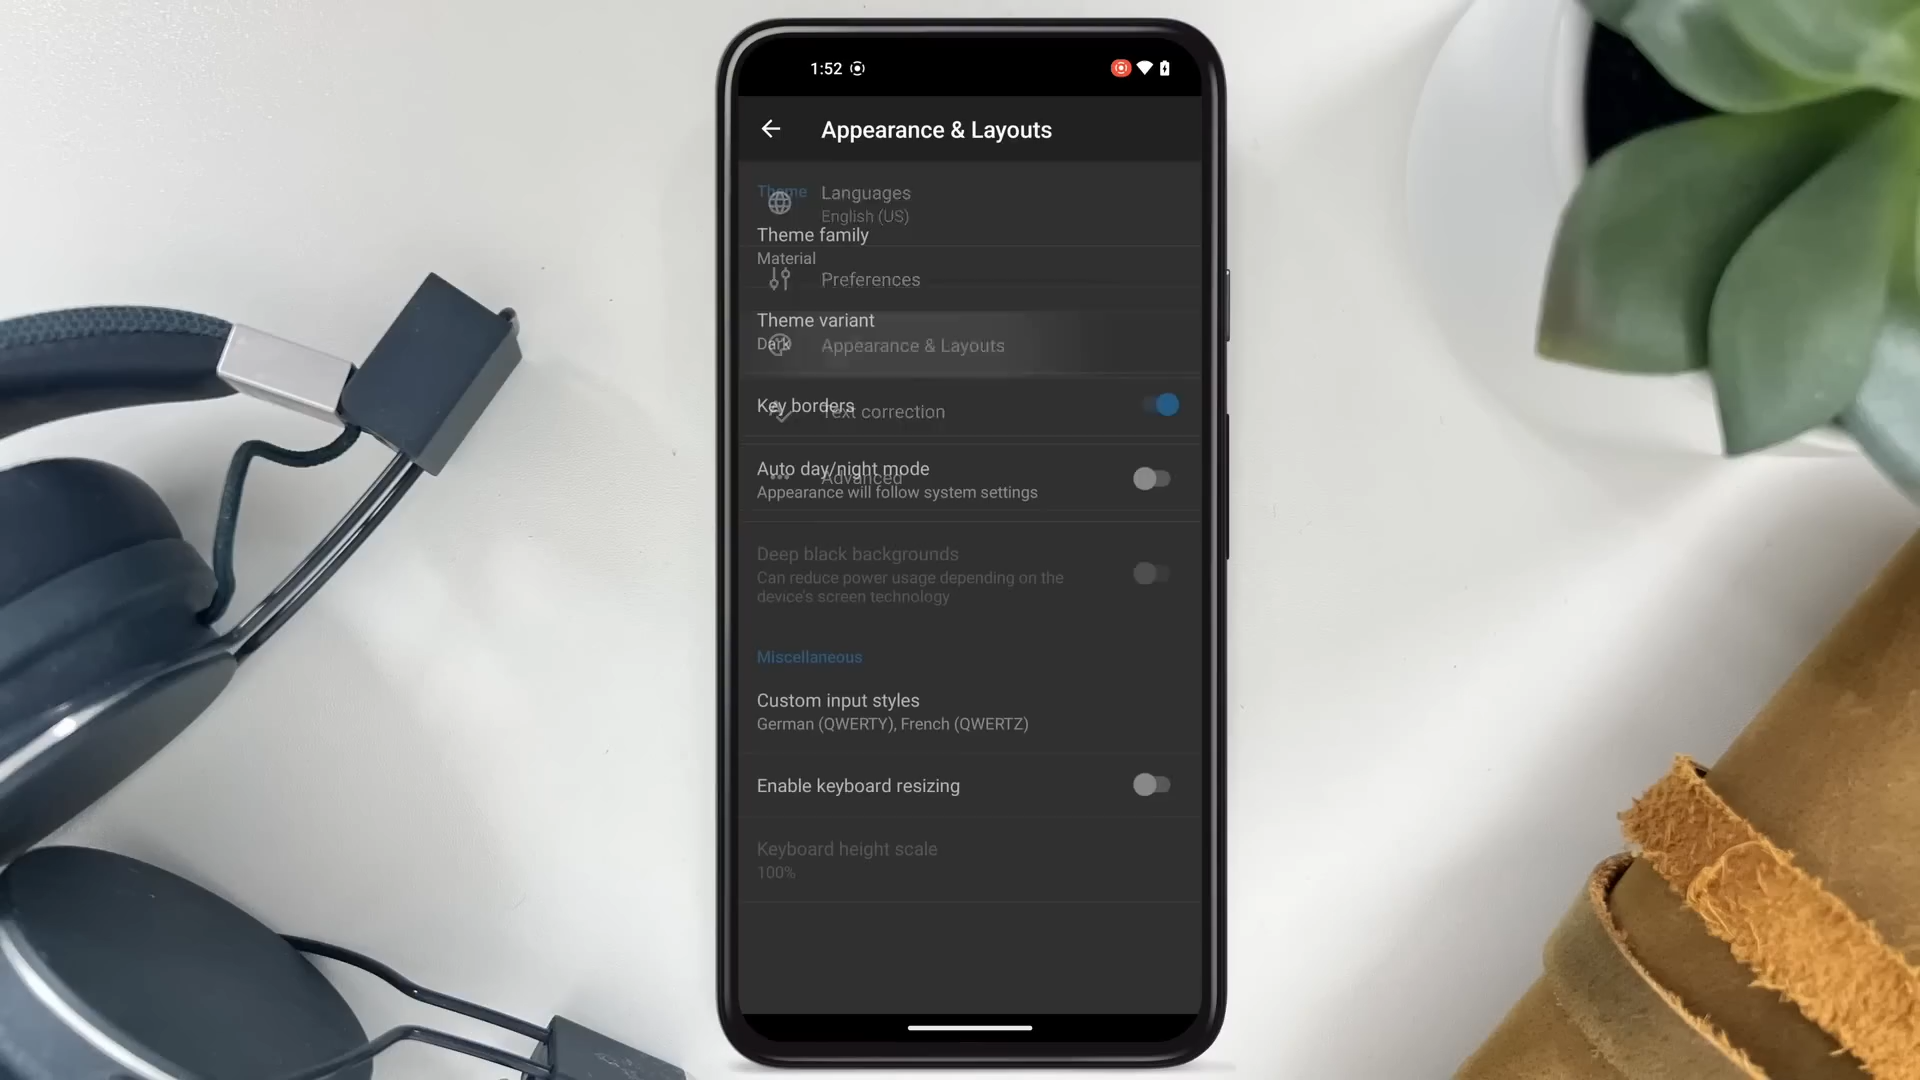 1:52
Appearance & Layouts
Theme
Languages
English (US)
Theme family
Material
Preferences
Theme variant
Dark
Appearance & Layouts
Key borders
Text correction
Auto day/night mode
Advanced
Appearance will follow system settings
Deep black backgrounds
Can reduce power usage depending on the
device's screen technology
Miscellaneous
Custom input styles
German (QWERTY), French (QWERTZ)
Enable keyboard resizing
Keyboard height scale
100%